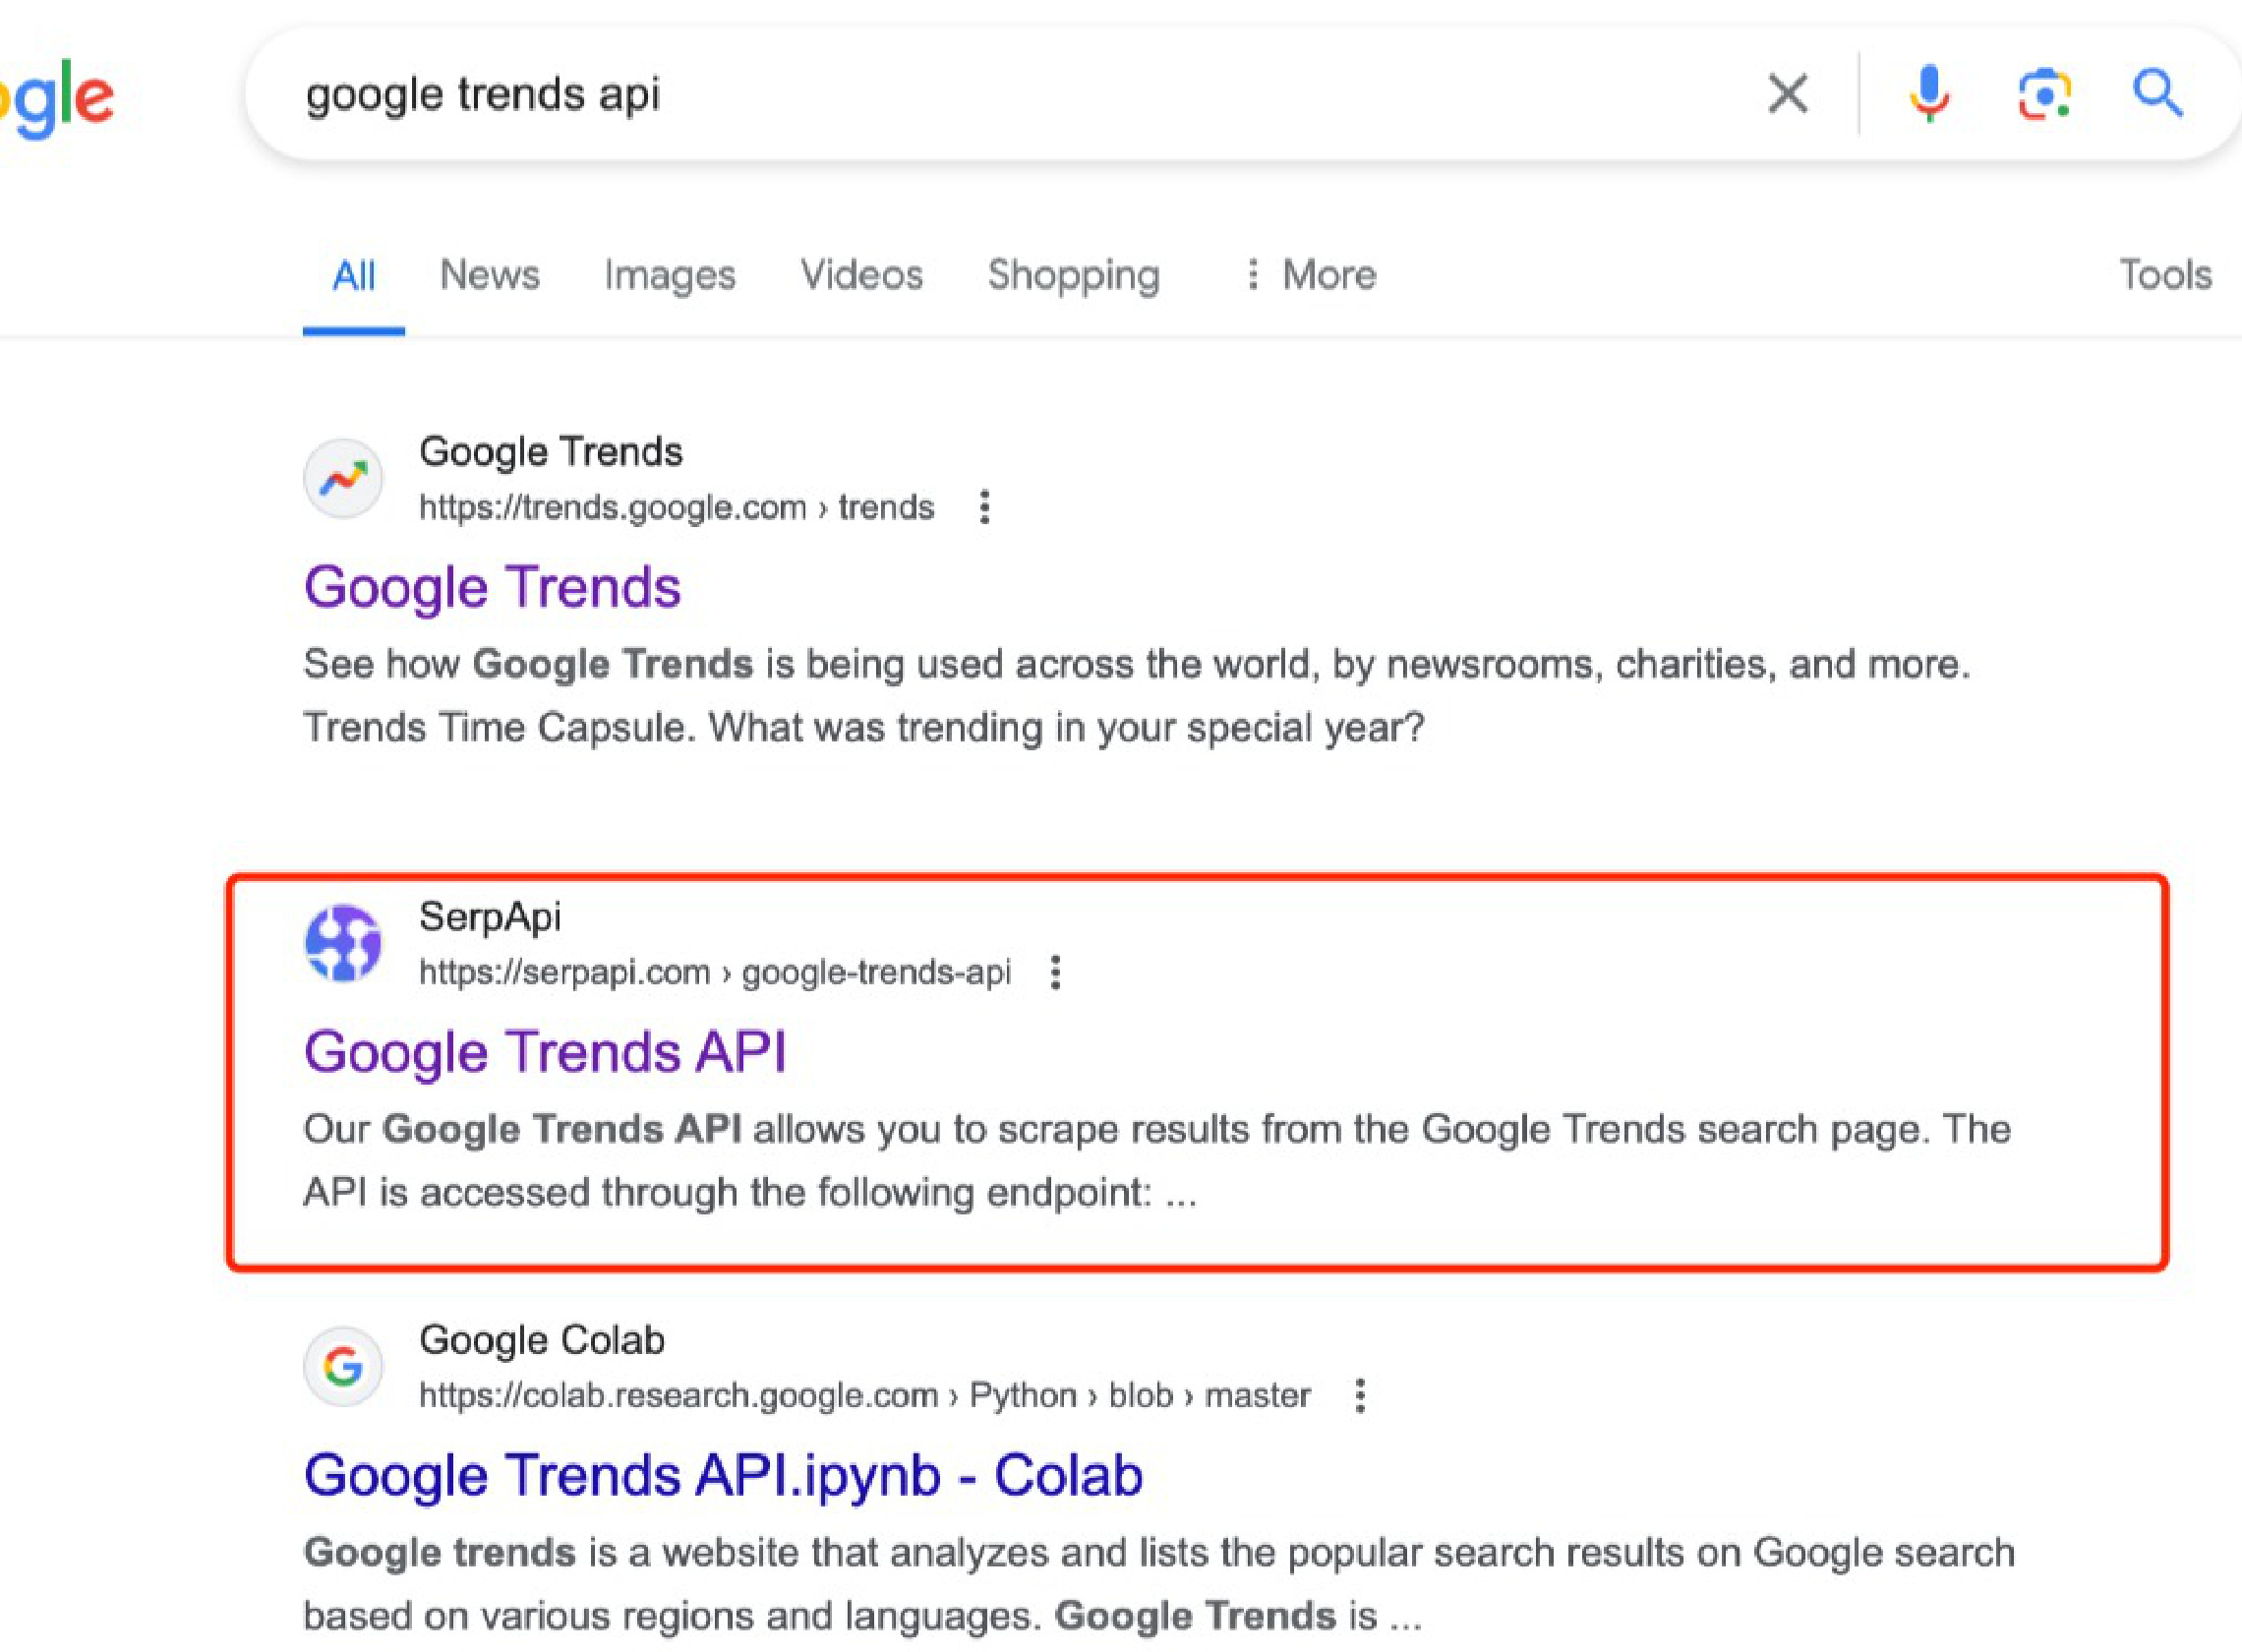 ogle
google trends api
All News Images Videos Shopping More Tools
Google Trends
https://trends.google.com › trends
Google Trends
See how Google Trends is being used across the world, by newsrooms, charities, and more.
Trends Time Capsule. What was trending in your special year?
SerpApi
https://serpapi.com › google-trends-api
Google Trends API
Our Google Trends API allows you to scrape results from the Google Trends search page. The
API is accessed through the following endpoint: ...
G
Google Colab
https://colab.research.google.com › Python › blob › master
Google Trends API.ipynb - Colab
Google trends is a website that analyzes and lists the popular search results on Google search
based on various regions and languages. Google Trends is ...